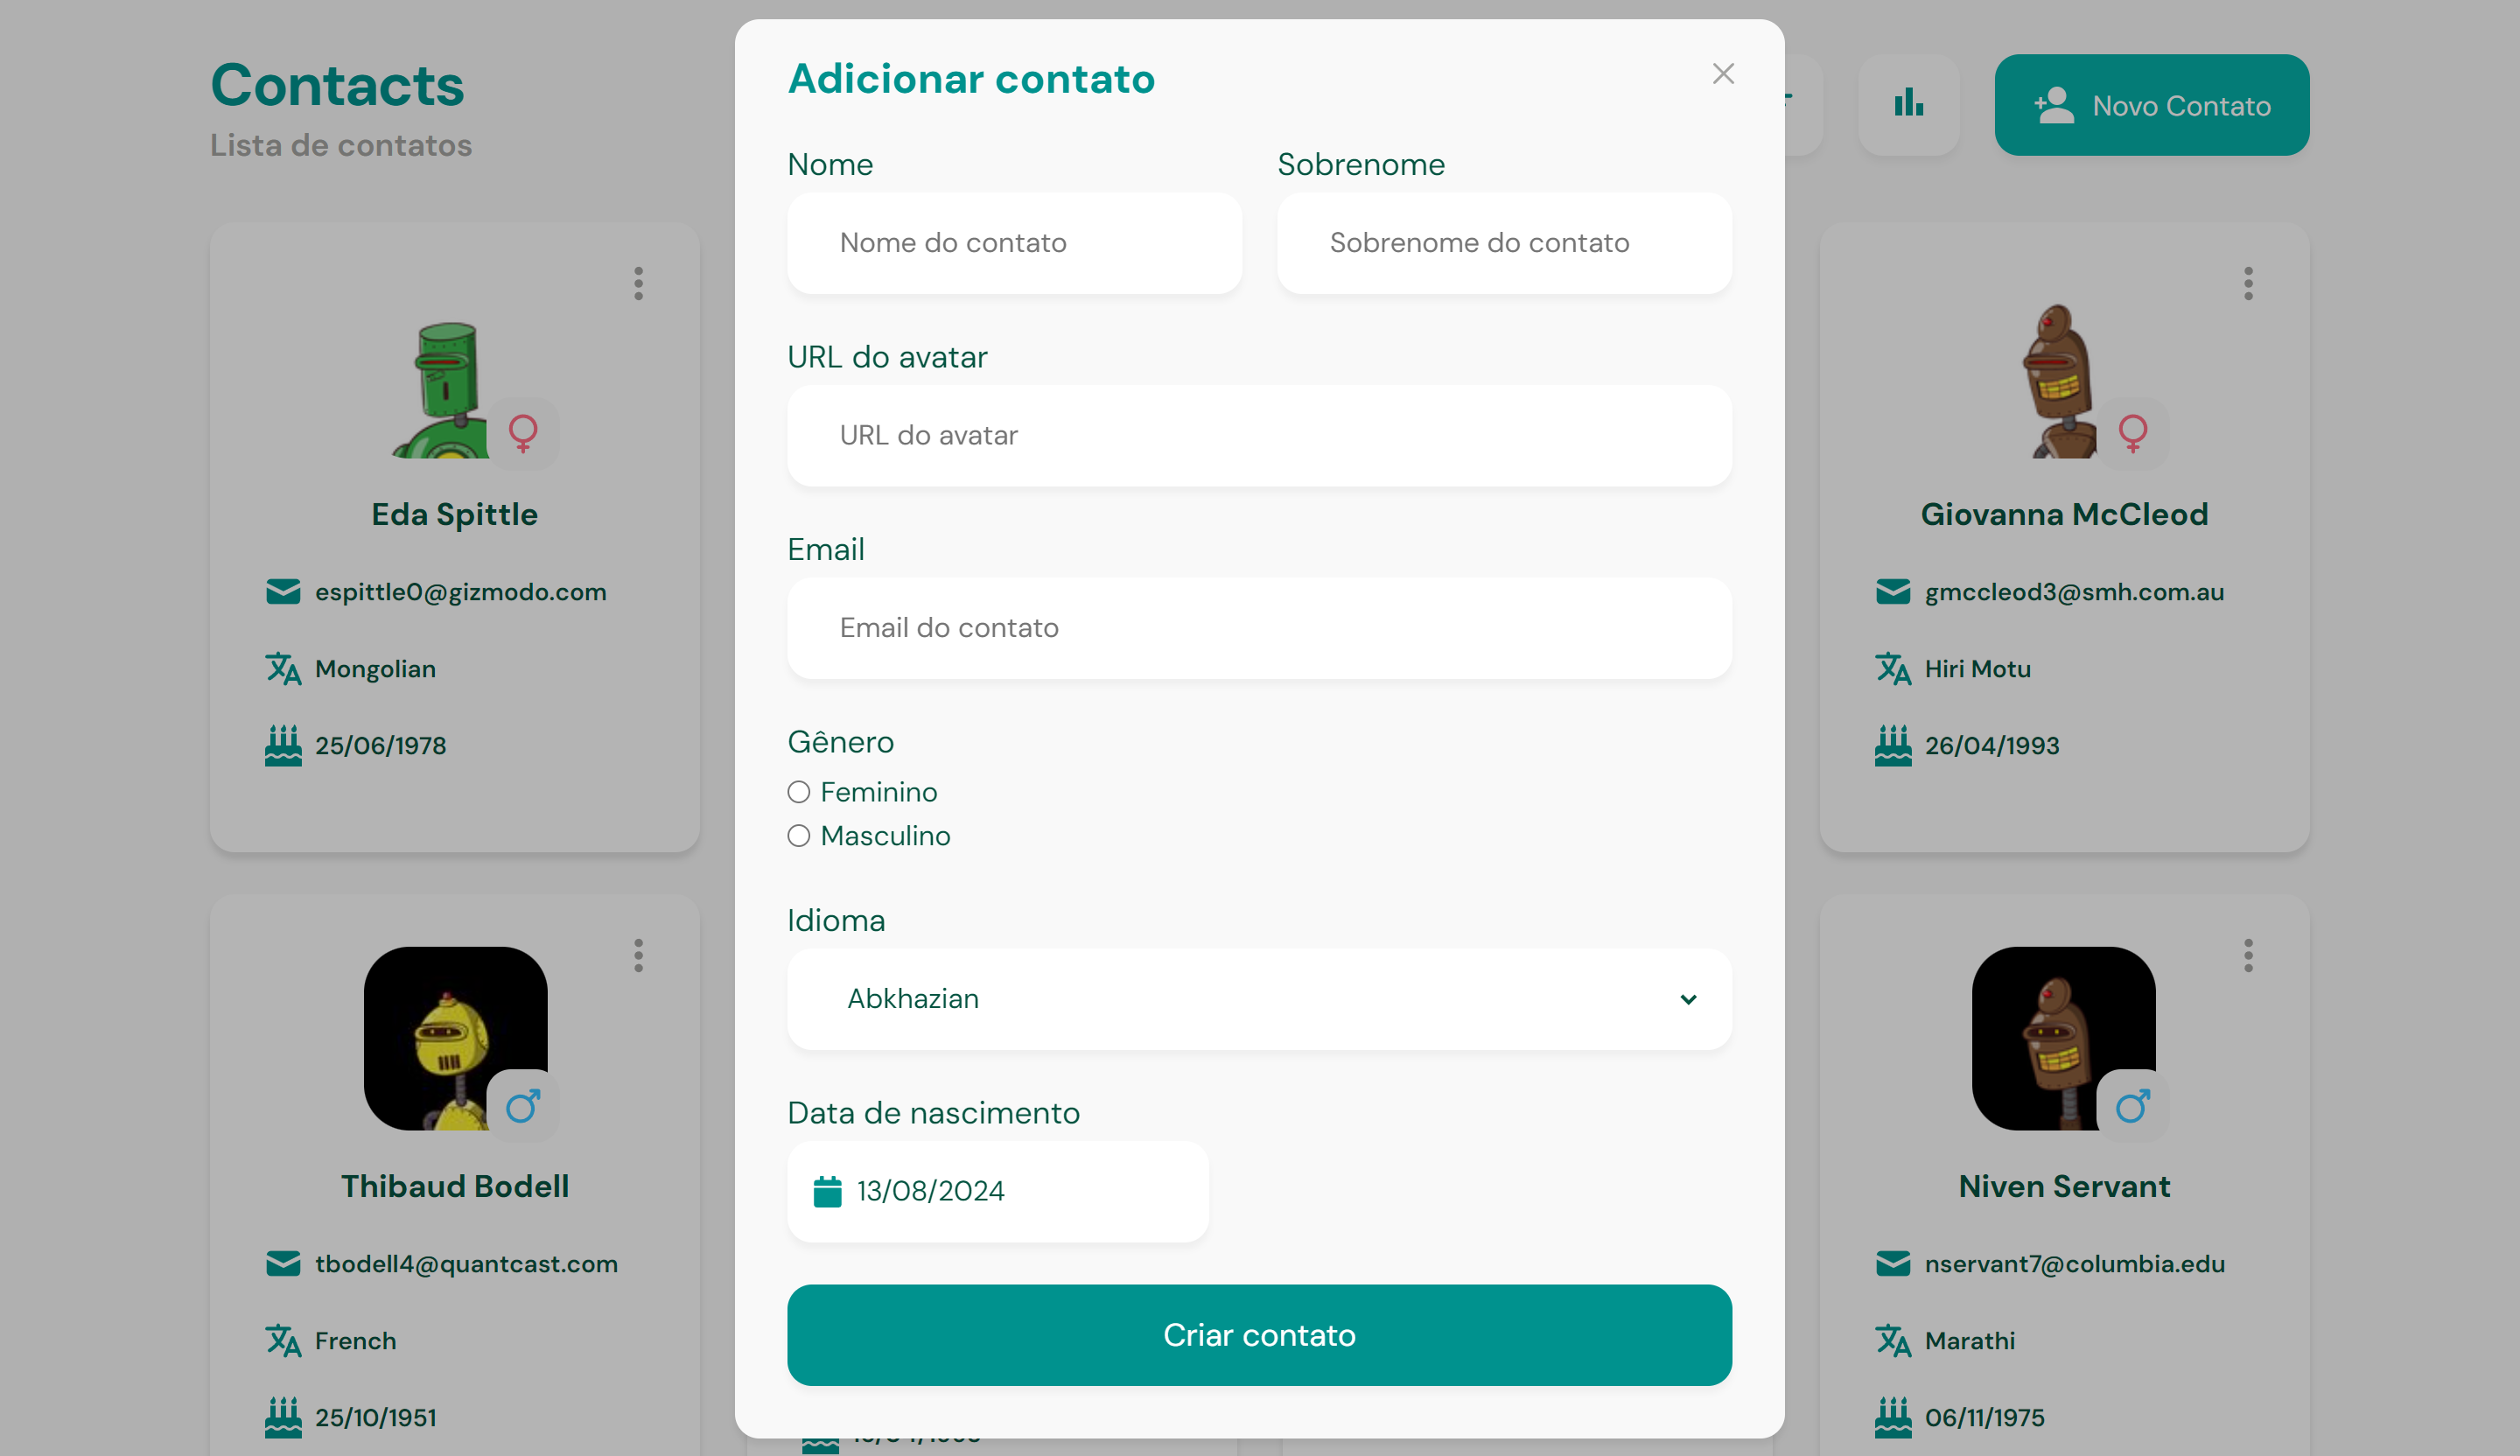 Contacts
Lista de contatos
Novo Contato
Adicionar contato
Nome
Sobrenome
Nome do contato
Sobrenome do contato
URL do avatar
URL do avatar
Email
Email do contato
Gênero
Feminino
Masculino
Idioma
Abkhazian
Data de nascimento
13/08/2024
Criar contato
Eda Spittle
espittle0@gizmodo.com
Mongolian
25/06/1978
Giovanna McCleod
gmccleod3@smh.com.au
Hiri Motu
26/04/1993
Thibaud Bodell
tbodell4@quantcast.com
French
25/10/1951
Niven Servant
nservant7@columbia.edu
Marathi
06/11/1975